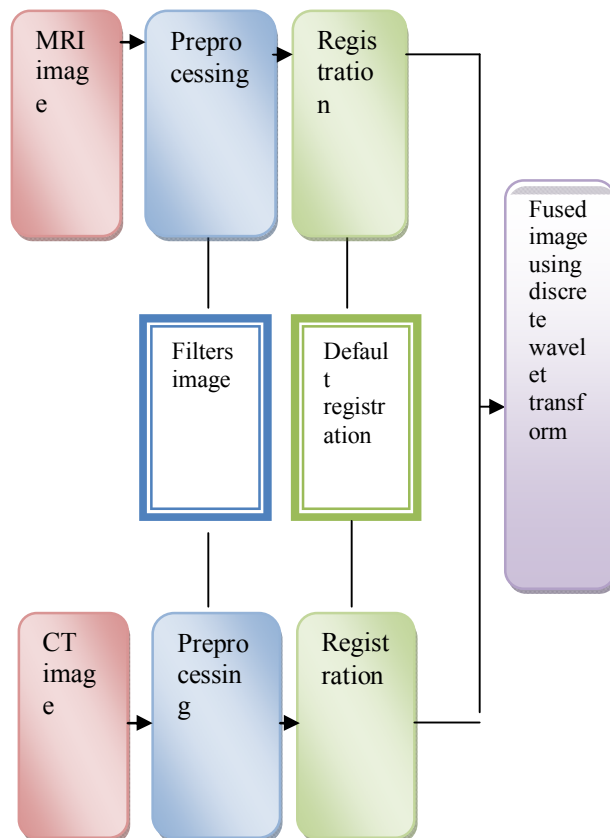 MRI
imag
e
Prepro
cessing
Regis
tratio
n
Filters
image
Defaul
t
registr
ation
Fused
image
using
discre
te
wavel
et
transf
orm
CT
imag
e
Prepro
cessin
g
Regist
ration